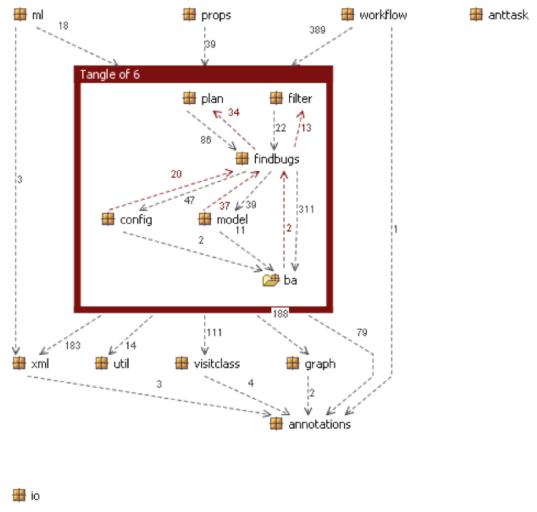 ml
props
workflow
anttask
18
39
389
Tangle of 6
plan
filter
34
22
13
86
findbugs
20
47
37
39
311
3
config
model
2
11
2
1
ba
188
183
14
111
79
xml
util
visitclass
graph
3
4
2
annotations
io